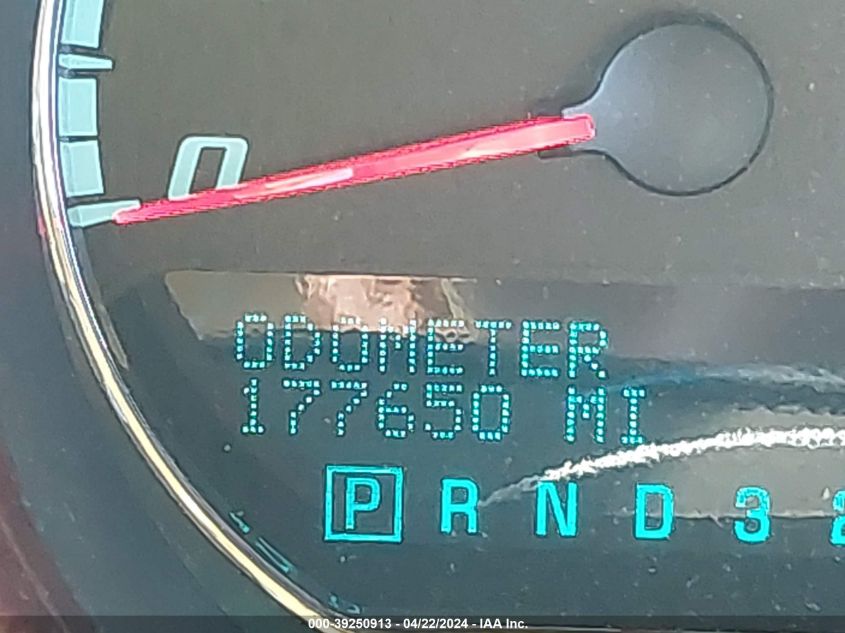 0
ODOMETER
177650 MI
P R N D 3
000-39250913 - 04/22/2024 - IAA Inc.